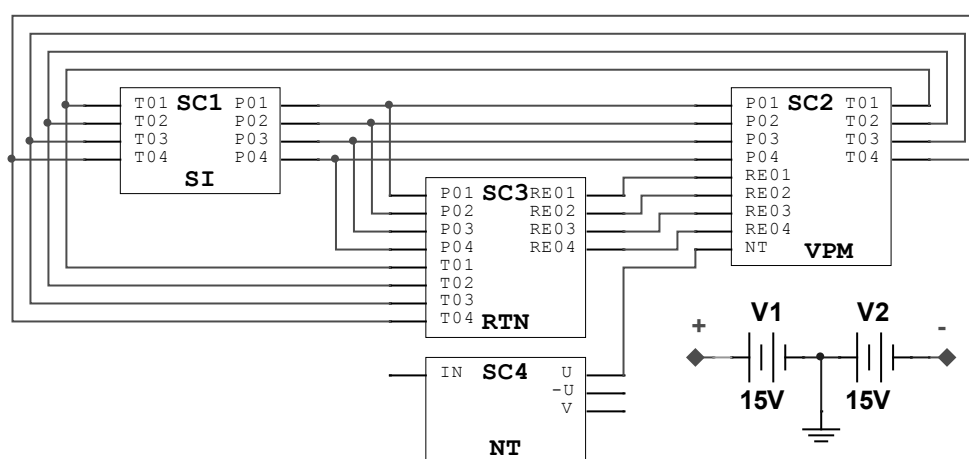 T01 SC1 P01
T02 P02
T03 P03
T04 P04
SI
P01 SC2 T01
P02 T02
P03 T03
P04 T04
RE01
RE02
RE03
RE04
NT
VPM
P01 SC3 RE01
P02 RE02
P03 RE03
P04 RE04
T01
T02
T03
T04 RTN
IN SC4 U
-U
V
NT
+ V1 V2 -
15V 15V